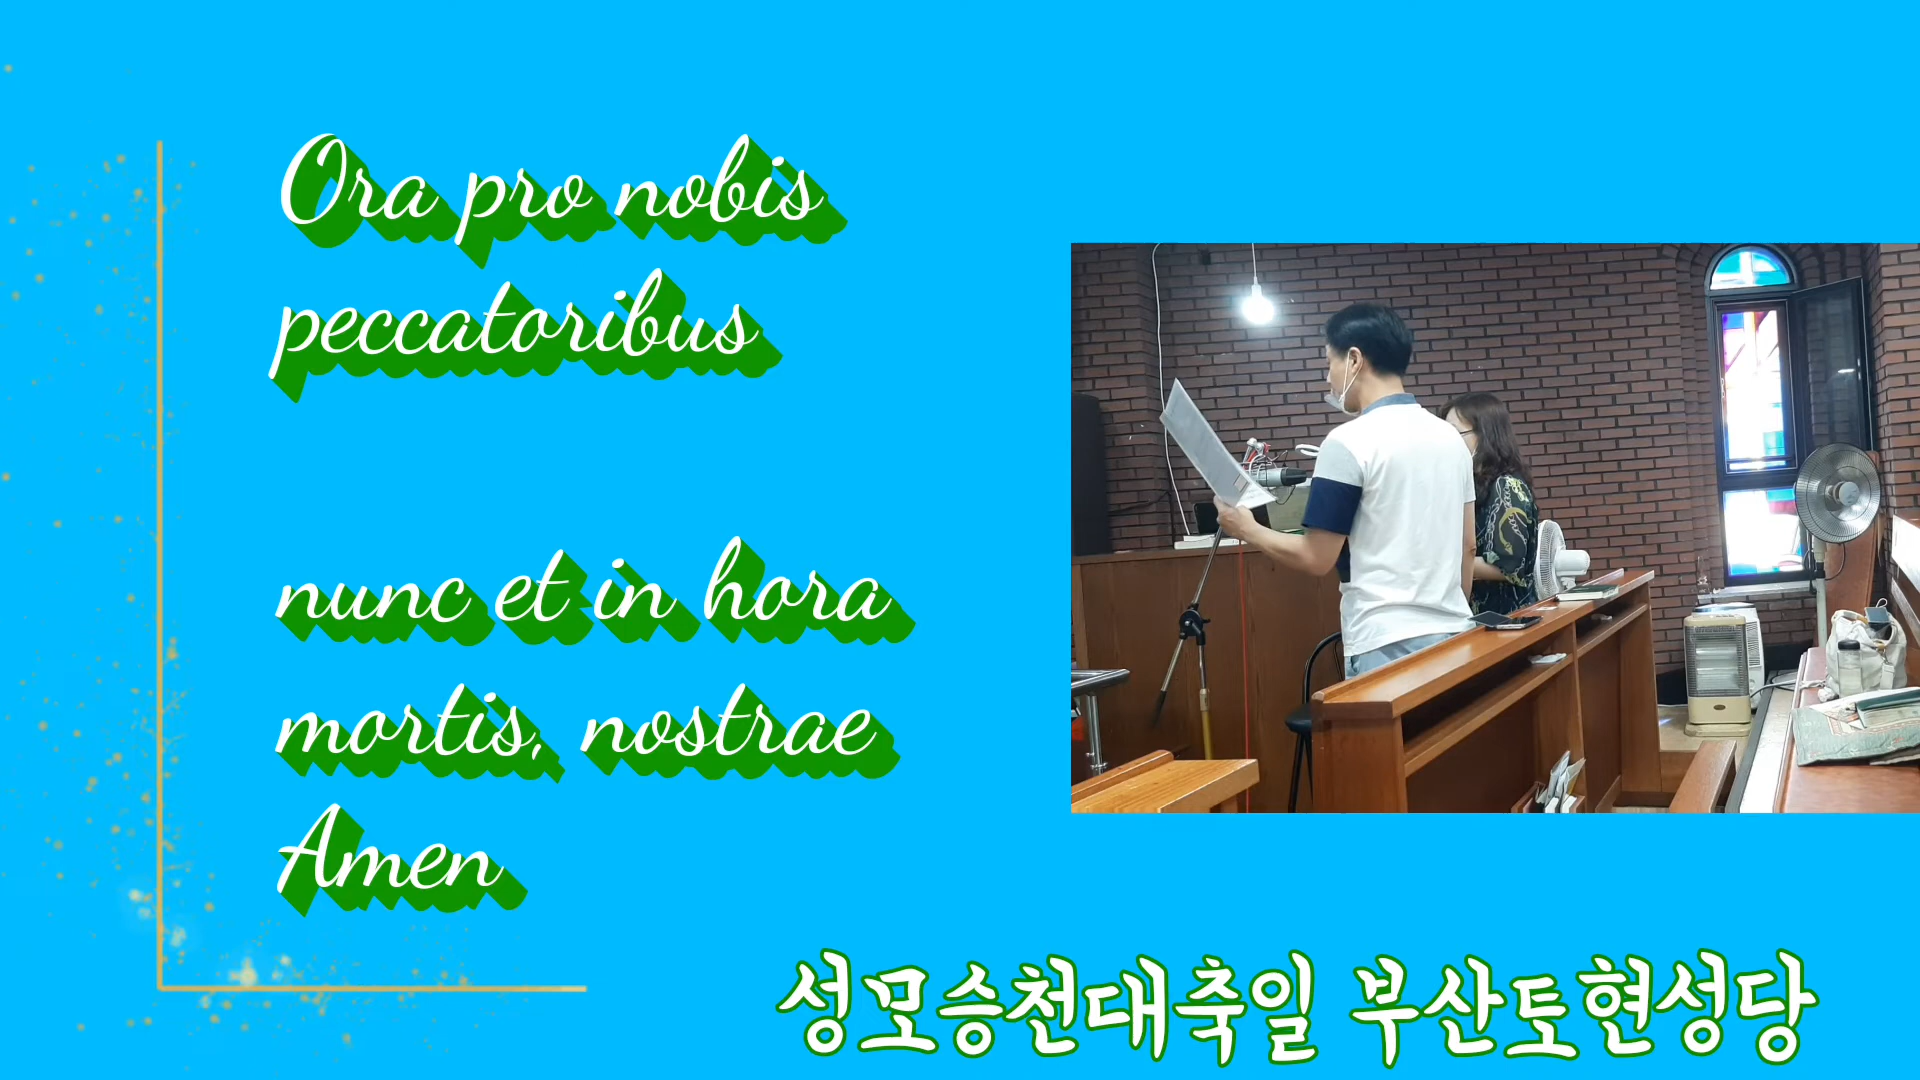 Ora pro nobis
peccatoribus
nunc et in hora
mortis, nostrae
Amen
성모승천대축일 부산토현성당